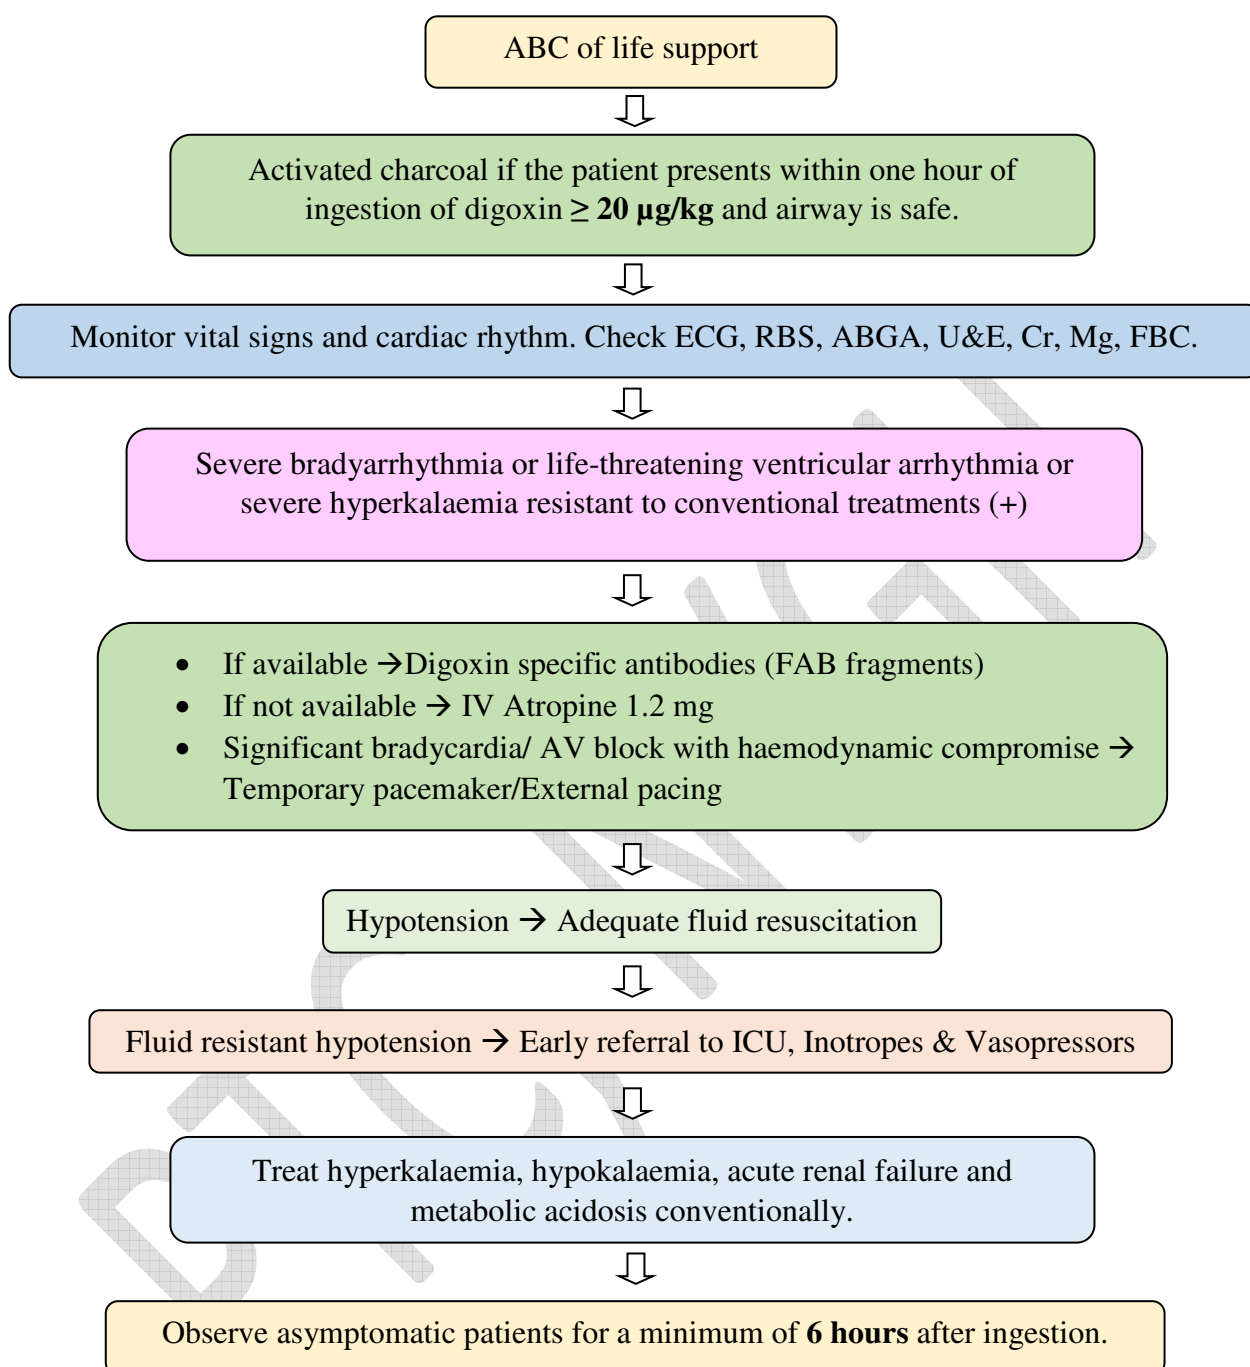 ABC of life support
Activated charcoal if the patient presents within one hour of
ingestion of digoxin ≥ 20 µg/kg and airway is safe.
Monitor vital signs and cardiac rhythm. Check ECG, RBS, ABGA, U&E, Cr, Mg, FBC.
Severe bradyarrhythmia or life-threatening ventricular arrhythmia or
severe hyperkalaemia resistant to conventional treatments (+)
• If available →Digoxin specific antibodies (FAB fragments)
• If not available → IV Atropine 1.2 mg
• Significant bradycardia/ AV block with haemodynamic compromise →
Temporary pacemaker/External pacing
Hypotension → Adequate fluid resuscitation
Fluid resistant hypotension → Early referral to ICU, Inotropes & Vasopressors
Treat hyperkalaemia, hypokalaemia, acute renal failure and
metabolic acidosis conventionally.
Observe asymptomatic patients for a minimum of 6 hours after ingestion.